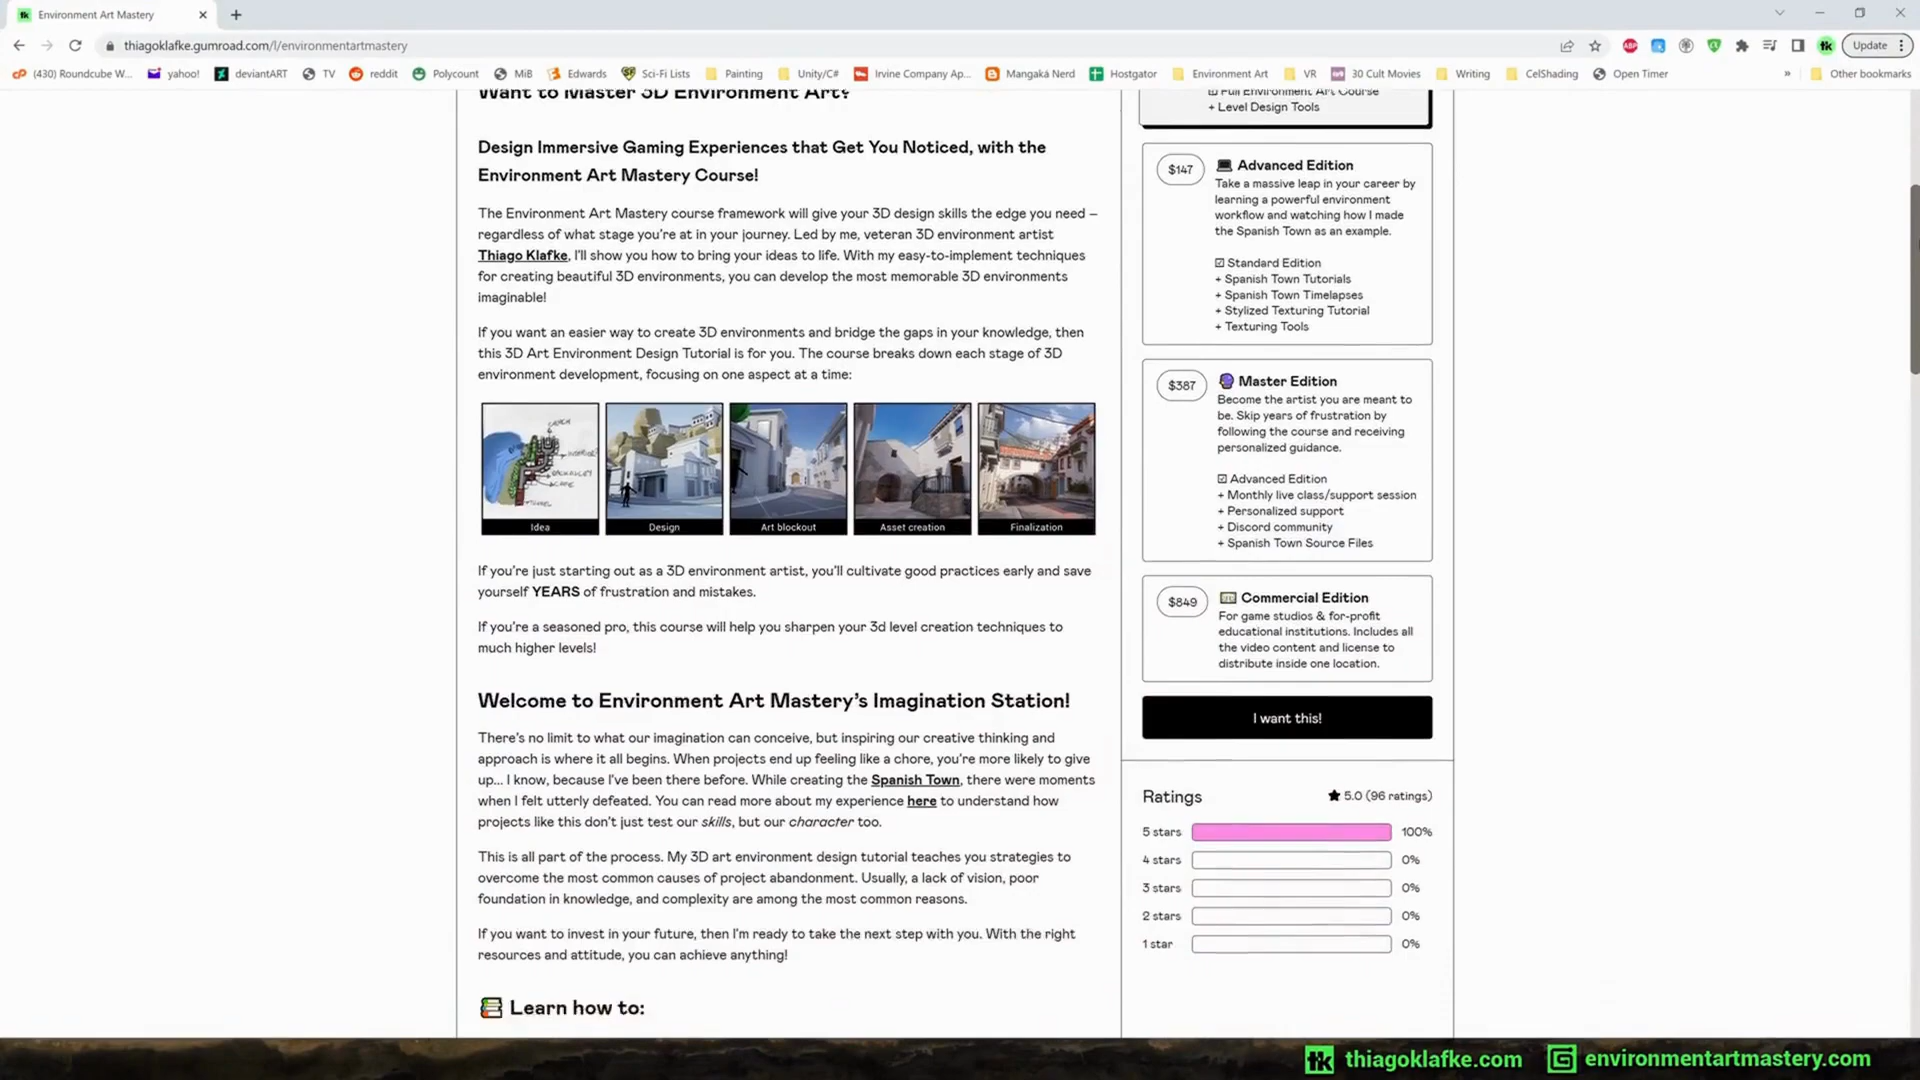 Environment Art Mastery
thiagoklafke.gumroad.com/l/environmentartmastery
ABP
tk
Update
(430) Roundcube W...
yahoo!
deviantART
TV
reddit
Polycount
MiB
Edwards
Sci-Fi Lists
Painting
Unity/C#
Irvine Company Ap...
Mangaká Nerd
Hostgator
Environment Art
VR
30 Cult Movies
Writing
CelShading
Open Timer
Other bookmarks
Want to Master 3D Environment Art?
Design Immersive Gaming Experiences that Get You Noticed, with the
Environment Art Mastery Course!
The Environment Art Mastery course framework will give your 3D design skills the edge you need –
regardless of what stage you're at in your journey. Led by me, veteran 3D environment artist
Thiago Klafke, I'll show you how to bring your ideas to life. With my easy-to-implement techniques
for creating beautiful 3D environments, you can develop the most memorable 3D environments
imaginable!
If you want an easier way to create 3D environments and bridge the gaps in your knowledge, then
this 3D Art Environment Design Tutorial is for you. The course breaks down each stage of 3D
environment development, focusing on one aspect at a time:
Idea
Design
Art blockout
Asset creation
Finalization
If you're just starting out as a 3D environment artist, you'll cultivate good practices early and save
yourself YEARS of frustration and mistakes.
If you're a seasoned pro, this course will help you sharpen your 3d level creation techniques to
much higher levels!
Welcome to Environment Art Mastery's Imagination Station!
There's no limit to what our imagination can conceive, but inspiring our creative thinking and
approach is where it all begins. When projects end up feeling like a chore, you're more likely to give
up... I know, because I've been there before. While creating the Spanish Town, there were moments
when I felt utterly defeated. You can read more about my experience here to understand how
projects like this don't just test our skills, but our character too.
This is all part of the process. My 3D art environment design tutorial teaches you strategies to
overcome the most common causes of project abandonment. Usually, a lack of vision, poor
foundation in knowledge, and complexity are among the most common reasons.
If you want to invest in your future, then I'm ready to take the next step with you. With the right
resources and attitude, you can achieve anything!
Learn how to:
☑ Full Environment Art Course
+ Level Design Tools
$147
Advanced Edition
Take a massive leap in your career by
learning a powerful environment
workflow and watching how I made
the Spanish Town as an example.
☑ Standard Edition
+ Spanish Town Tutorials
+ Spanish Town Timelapses
+ Stylized Texturing Tutorial
+ Texturing Tools
$387
Master Edition
Become the artist you are meant to
be. Skip years of frustration by
following the course and receiving
personalized guidance.
☑ Advanced Edition
+ Monthly live class/support session
+ Personalized support
+ Discord community
+ Spanish Town Source Files
$849
Commercial Edition
For game studios & for-profit
educational institutions. Includes all
the video content and license to
distribute inside one location.
I want this!
Ratings
★ 5.0 (96 ratings)
5 stars 100%
4 stars 0%
3 stars 0%
2 stars 0%
1 star 0%
tk thiagoklafke.com
environmentartmastery.com